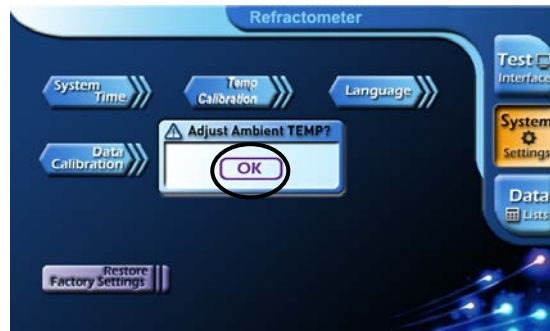 Refractometer
System
Time
Temp
Calibration
Language
Data
Calibration
Adjust Ambient TEMP?
OK
Restore
Factory Settings
Test
Interface
System
Settings
Data
Lists